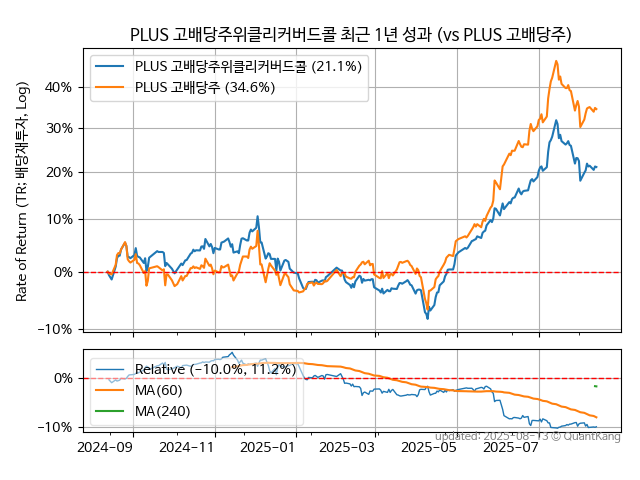 PLUS 고배당주위클리커버드콜 최근 1년 성과 (vs PLUS 고배당주)
PLUS 고배당주위클리커버드콜 (21.1%)
PLUS 고배당주 (34.6%)
Rate of Return (TR: 배당재투자, Log)
40%
30%
20%
10%
0%
−10%
Relative (−10.0%, 11.2%)
MA(60)
MA(240)
0%
−10%
updated: 2025-08-13 © QuantKang
2024−09
2024−11
2025−01
2025−03
2025−05
2025−07